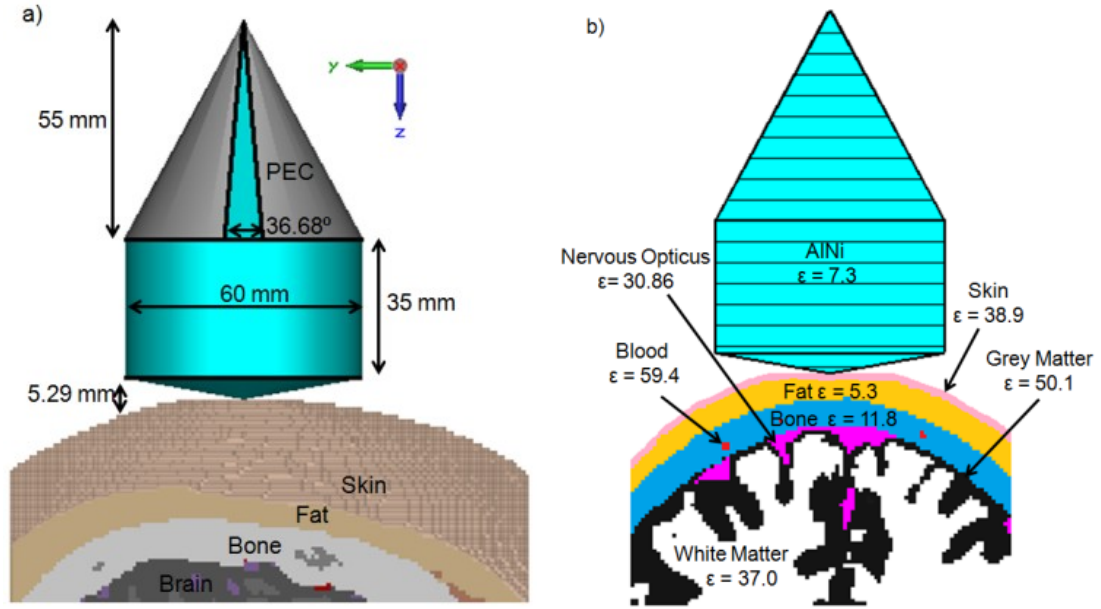 a)
Y
Z
55 mm
PEC
36.68º
60 mm
35 mm
5.29 mm
Skin
Fat
Bone
Brain
b)
AlNi
ε = 7.3
Nervous Opticus
ε= 30.86
Skin
ε = 38.9
Blood
ε = 59.4
Grey Matter
ε = 50.1
Fat ε = 5.3
Bone ε = 11.8
White Matter
ε = 37.0